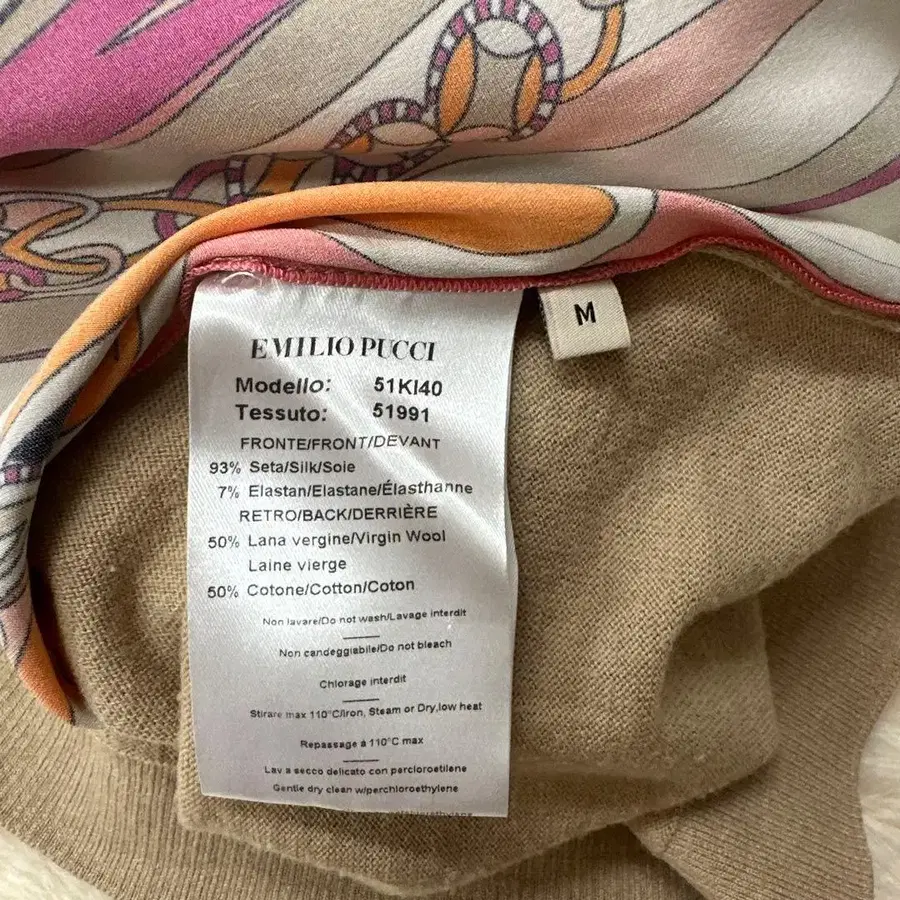 EMILIO PUCCI
Modello: 51KI40
Tessuto: 51991
FRONTE/FRONT/DEVANT
93% Seta/Silk/Soie
7% Elastan/Elastane/Élasthanne
RETRO/BACK/DERRIÈRE
50% Lana vergine/Virgin Wool
Laine vierge
50% Cotone/Cotton/Coton
Non lavare/Do not wash/Lavage interdit
Non candeggiabile/Do not bleach
Chlorage interdit
Stirare max 110°C/Iron, Steam or Dry,low heat
Repassage à 110°C max
Lav a secco delicato con percloroetilene
Gentle dry clean w/perchloroethylene
M